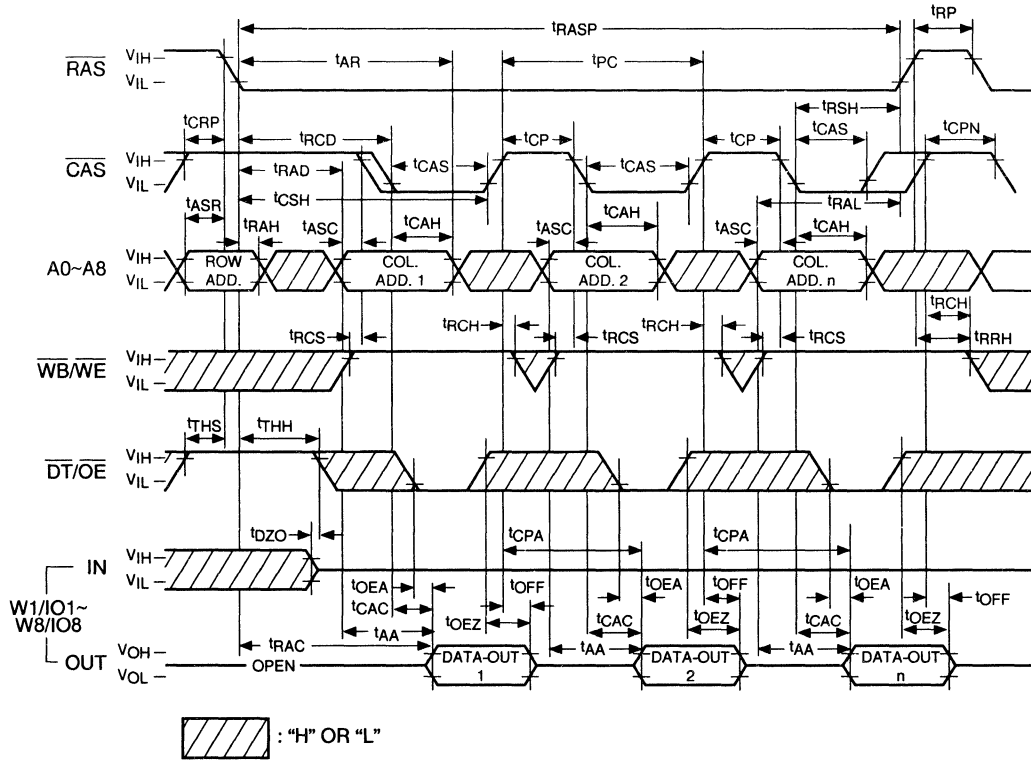 tRASP
tRP
RAS
VIH
VIL
tAR
tPC
tRSH
tCRP
tRCD
tCP
tCP
tCAS
tCPN
CAS
VIH
VIL
tRAD
tCAS
tCAS
tCSH
tRAL
tASR
tRAH
tASC
tCAH
tASC
tCAH
tASC
tCAH
A0~A8
VIH
VIL
ROW ADD.
COL. ADD. 1
COL. ADD. 2
COL. ADD. n
tRCH
tRCS
tRCH
tRCS
tRCH
tRCS
tRRH
WB/WE
VIH
VIL
tTHS
tTHH
DT/OE
VIH
VIL
tDZO
tCPA
tCPA
IN
VIH
VIL
tOEA
tOFF
tOEA
tOFF
tOEA
tOFF
W1/IO1~
W8/IO8
tCAC
tOEZ
tCAC
tOEZ
tCAC
tOEZ
tAA
tAA
tAA
tRAC
OUT
VOH
VOL
OPEN
DATA-OUT 1
DATA-OUT 2
DATA-OUT n
: "H" OR "L"